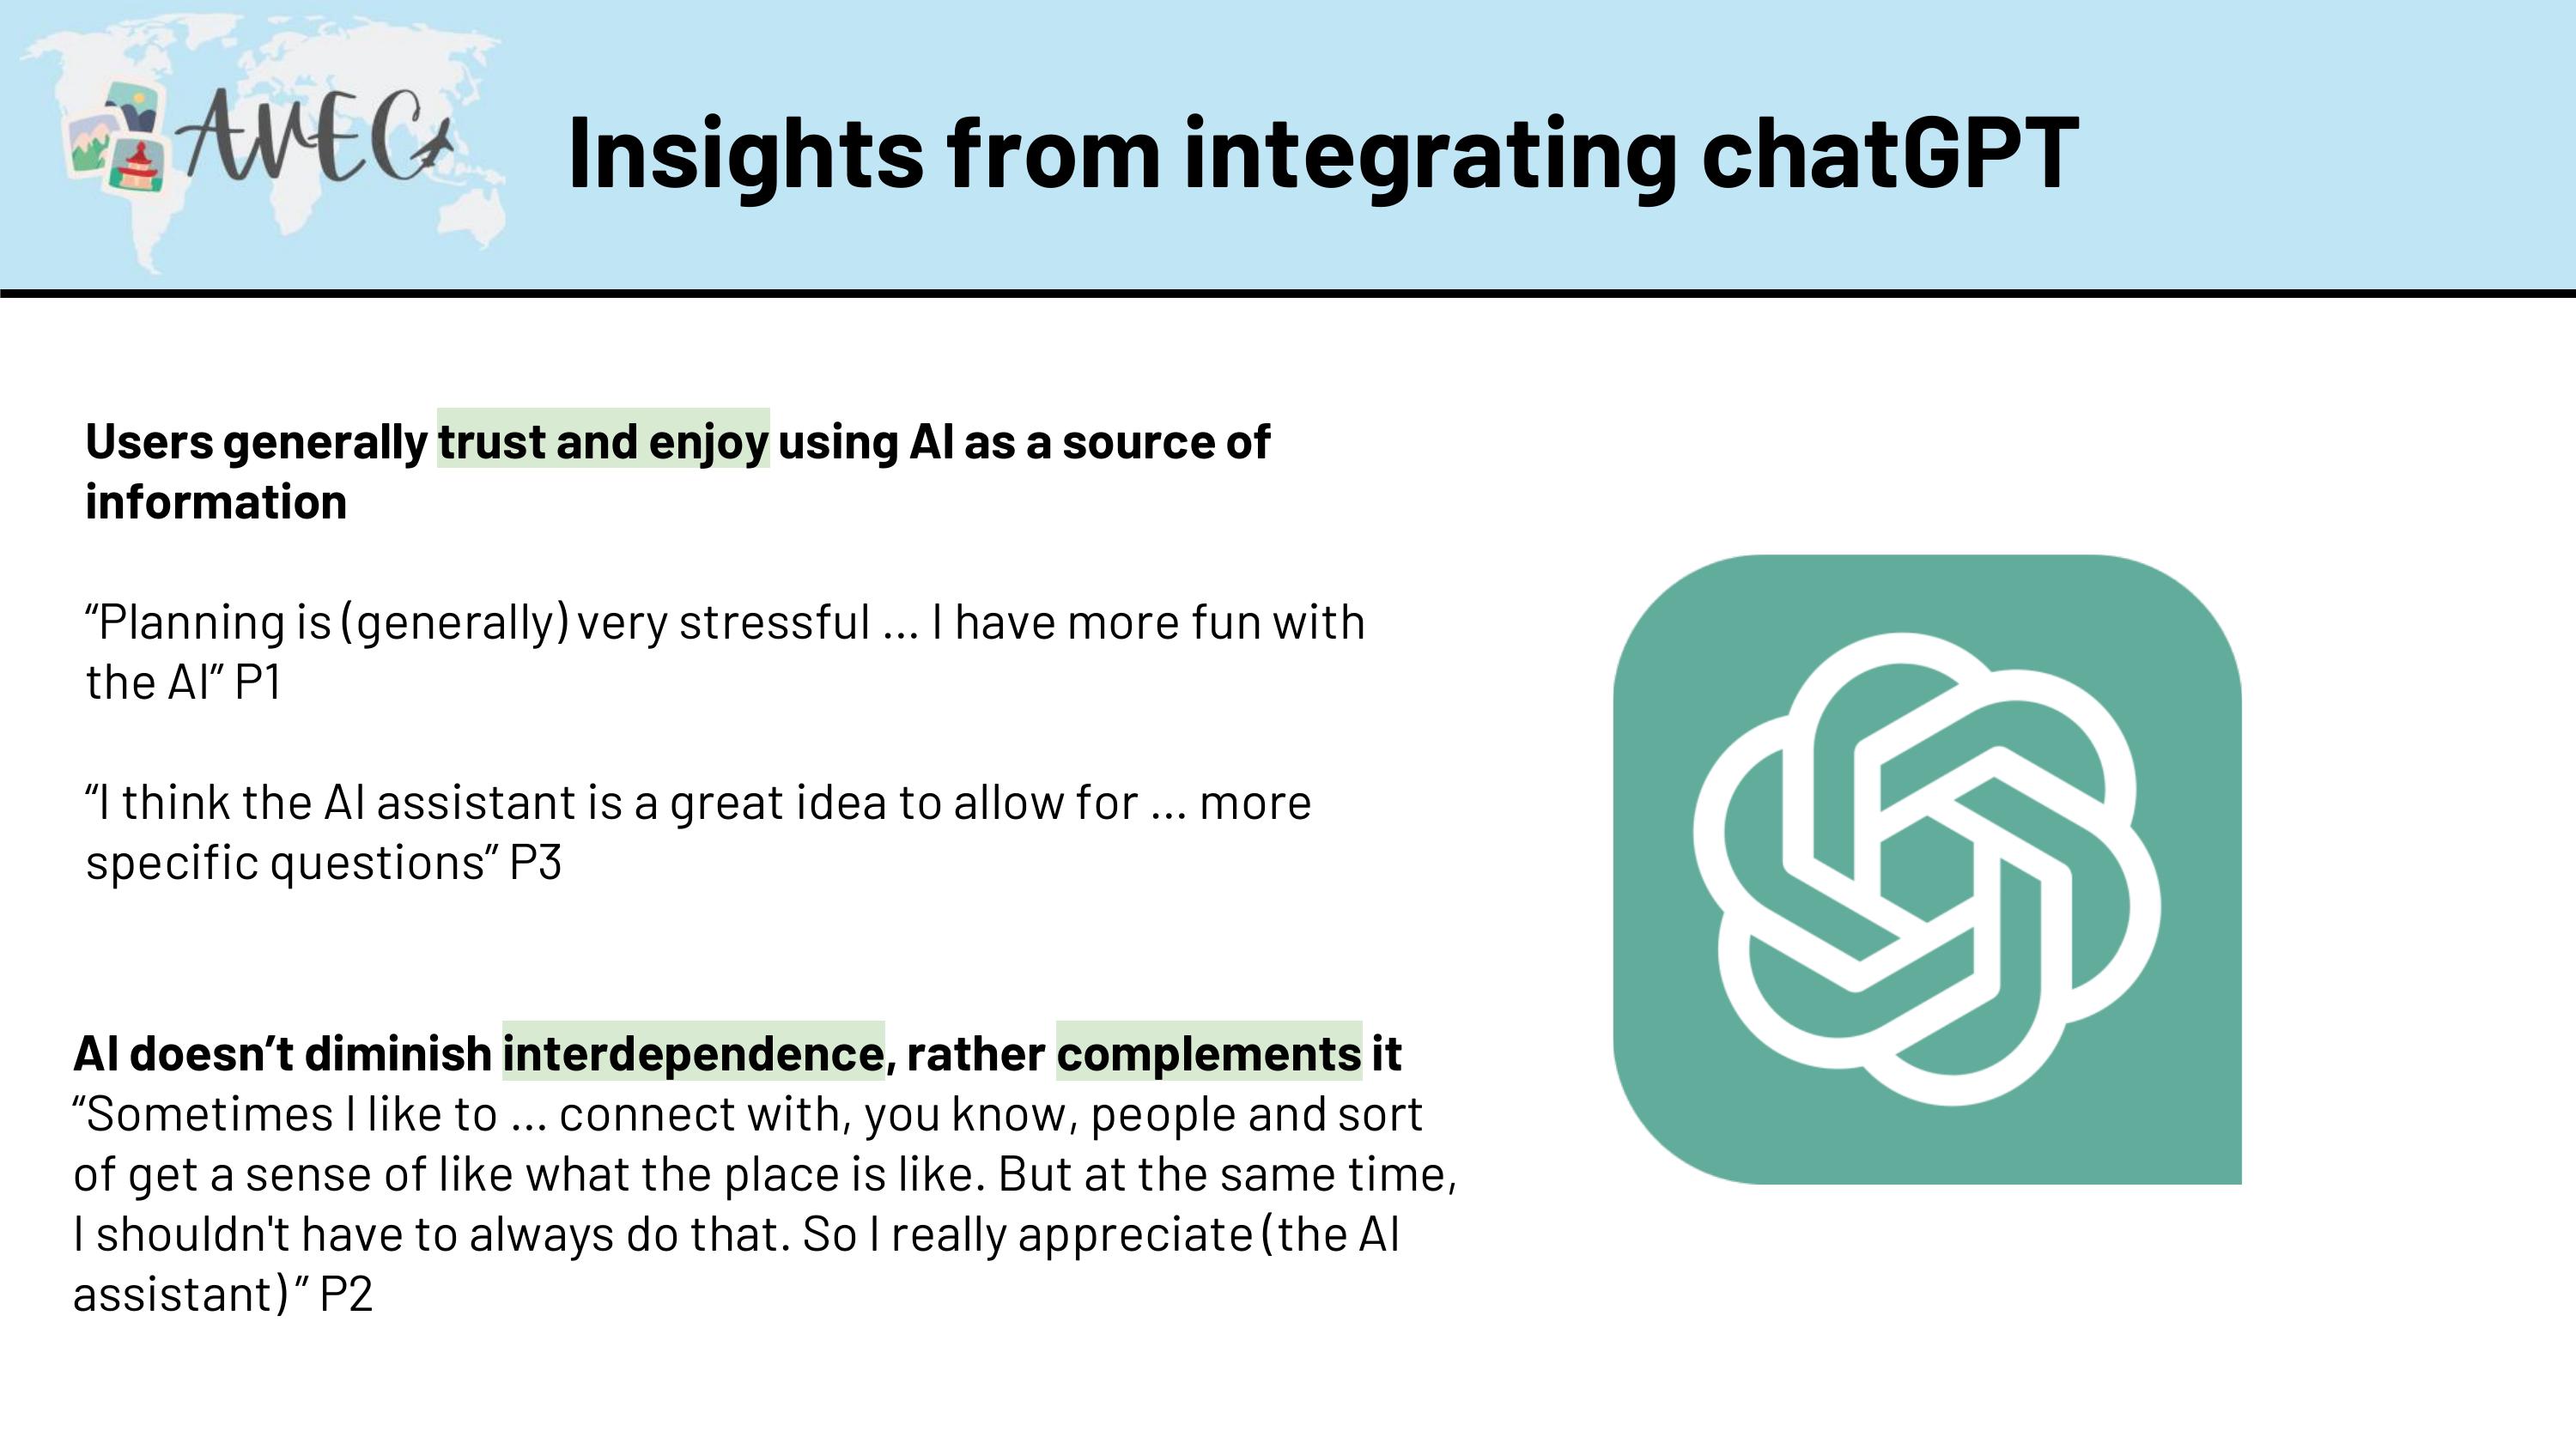 AVEC
Insights from integrating chatGPT
Users generally trust and enjoy using AI as a source of
information
“Planning is (generally) very stressful ... I have more fun with
the AI” P1
“I think the AI assistant is a great idea to allow for ... more
specific questions” P3
AI doesn’t diminish interdependence, rather complements it
“Sometimes I like to ... connect with, you know, people and sort
of get a sense of like what the place is like. But at the same time,
I shouldn't have to always do that. So I really appreciate (the AI
assistant) ” P2